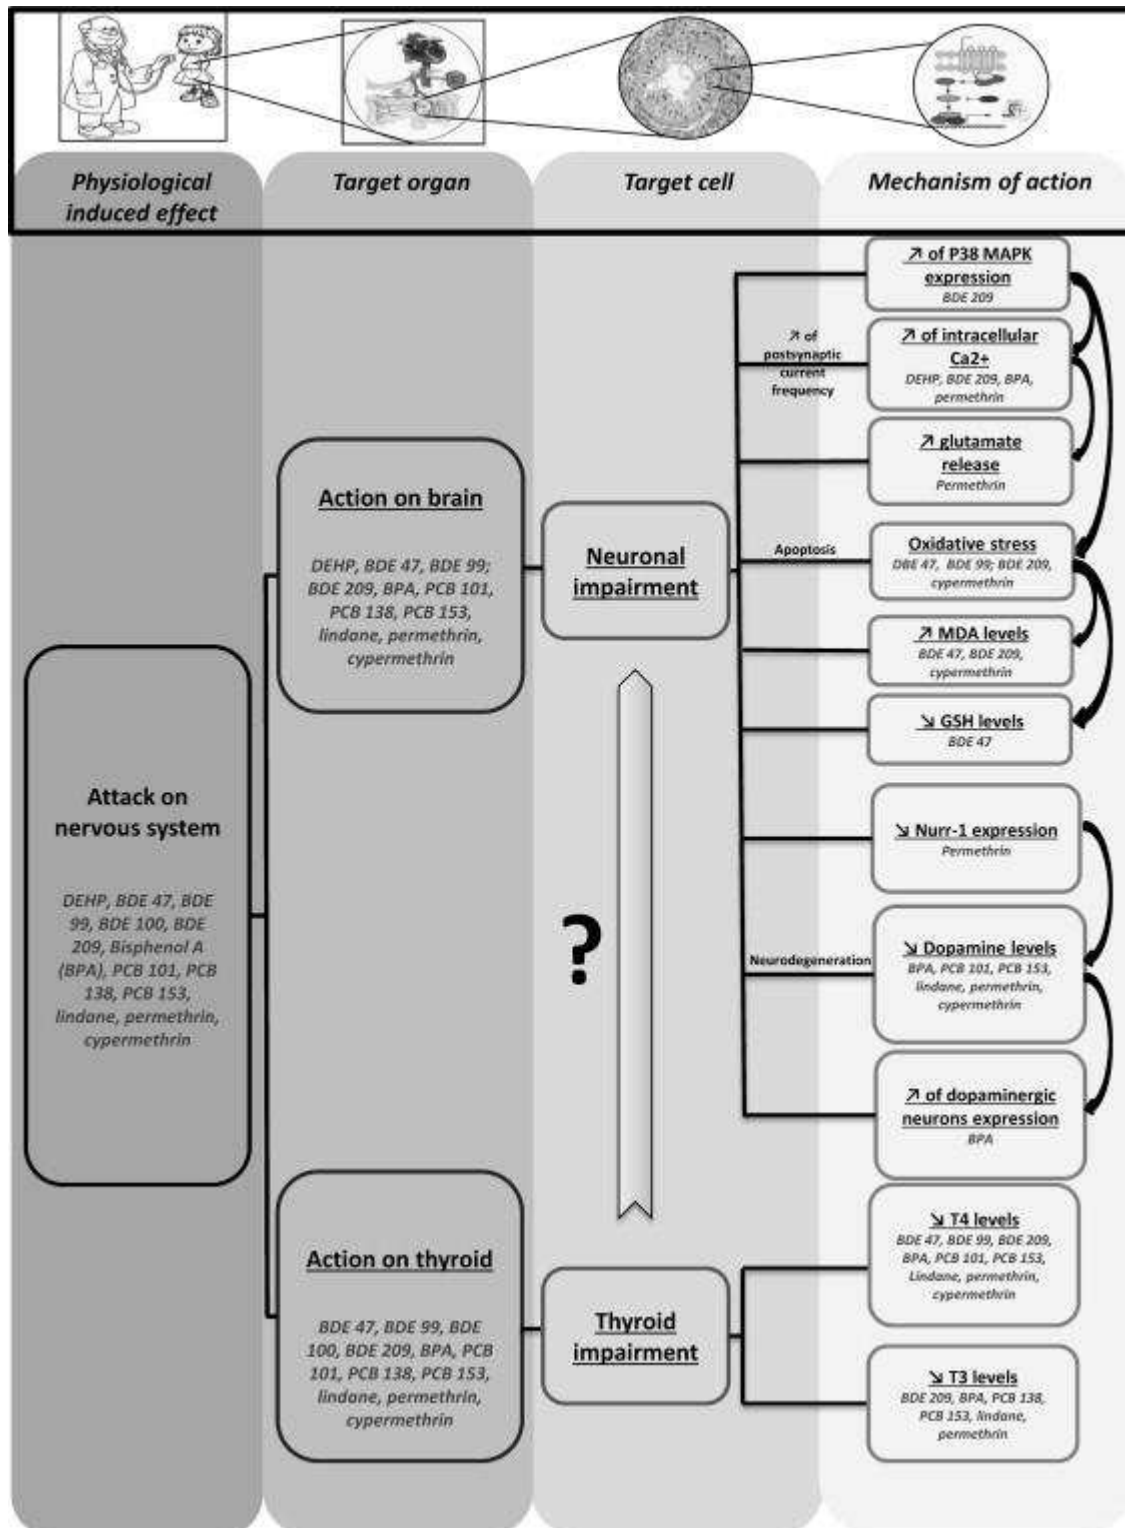 Physiological
induced effect
Target organ
Target cell
Mechanism of action
Attack on
nervous system
DEHP, BDE 47, BDE
99, BDE 100, BDE
209, Bisphenol A
(BPA), PCB 101, PCB
138, PCB 153,
lindane, permethrin,
cypermethrin
Action on brain
DEHP, BDE 47, BDE 99;
BDE 209, BPA, PCB 101,
PCB 138, PCB 153,
lindane, permethrin,
cypermethrin
Action on thyroid
BDE 47, BDE 99, BDE
100, BDE 209, BPA, PCB
101, PCB 138, PCB 153,
lindane, permethrin,
cypermethrin
Neuronal
impairment
?
Thyroid
impairment
↗ of
postsynaptic
current
frequency
Apoptosis
Neurodegeneration
↗ of P38 MAPK
expression
BDE 209
↗ of intracellular
Ca2+
DEHP, BDE 209, BPA,
permethrin
↗ glutamate
release
Permethrin
Oxidative stress
DBE 47, BDE 99; BDE 209,
cypermethrin
↗ MDA levels
BDE 47, BDE 209,
cypermethrin
↘ GSH levels
BDE 47
↘ Nurr-1 expression
Permethrin
↘ Dopamine levels
BPA, PCB 101, PCB 153,
lindane, permethrin,
cypermethrin
↗ of dopaminergic
neurons expression
BPA
↘ T4 levels
BDE 47, BDE 99, BDE 209,
BPA, PCB 101, PCB 153,
Lindane, permethrin,
cypermethrin
↘ T3 levels
BDE 209, BPA, PCB 138,
PCB 153, lindane,
permethrin